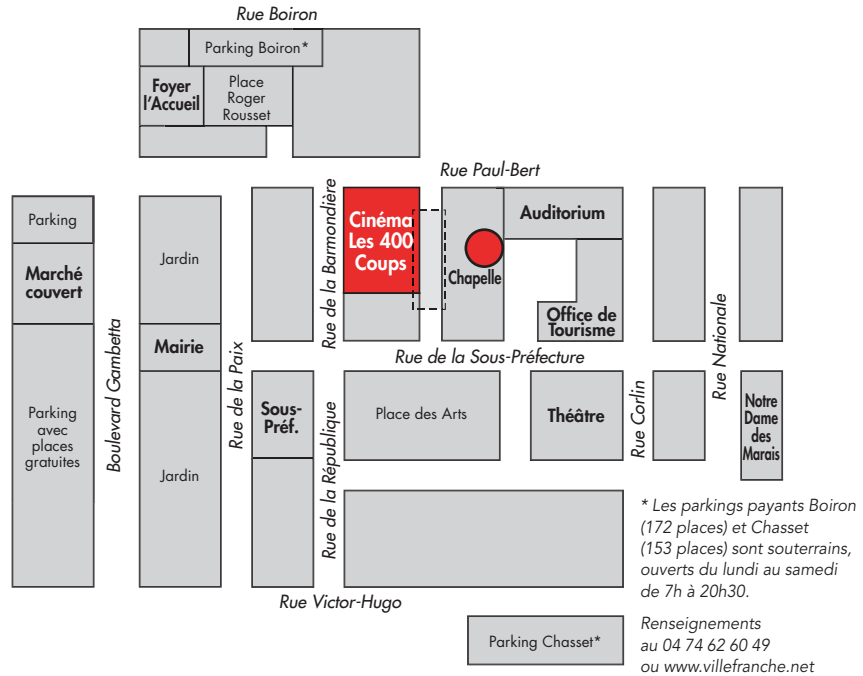 Rue Boiron
Parking Boiron*
Foyer
l'Accueil
Place
Roger
Rousset
Rue Paul-Bert
Parking
Marché
couvert
Parking
avec
places
gratuites
Boulevard Gambetta
Jardin
Mairie
Jardin
Rue de la Paix
Sous-
Préf.
Rue de la Barmondière
Rue de la République
Cinéma
Les 400
Coups
Chapelle
Auditorium
Office de
Tourisme
Rue de la Sous-Préfecture
Place des Arts
Théâtre
Rue Corlin
Rue Nationale
Notre
Dame
des
Marais
Rue Victor-Hugo
Parking Chasset*
* Les parkings payants Boiron
(172 places) et Chasset
(153 places) sont souterrains,
ouverts du lundi au samedi
de 7h à 20h30.
Renseignements
au 04 74 62 60 49
ou www.villefranche.net